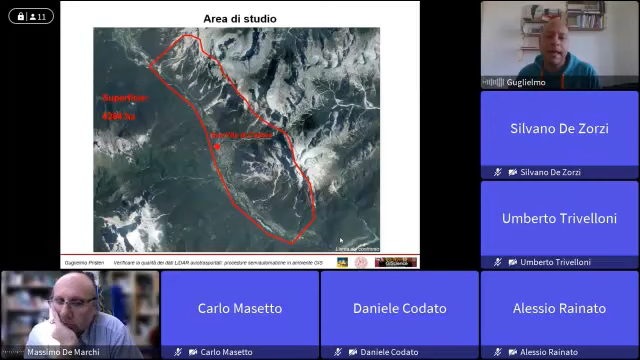 11
Area di studio
Superficie:
4264 ha
Guglielmo Pristeri
Verificare la qualità dei dati LiDAR aviotrasportati: procedure semiautomatiche in ambiente GIS
GIScience
Guglielmo
Silvano De Zorzi
Silvano De Zorzi
Umberto Trivelloni
Umberto Trivelloni
Massimo De Marchi
Carlo Masetto
Carlo Masetto
Daniele Codato
Daniele Codato
Alessio Rainato
Alessio Rainato